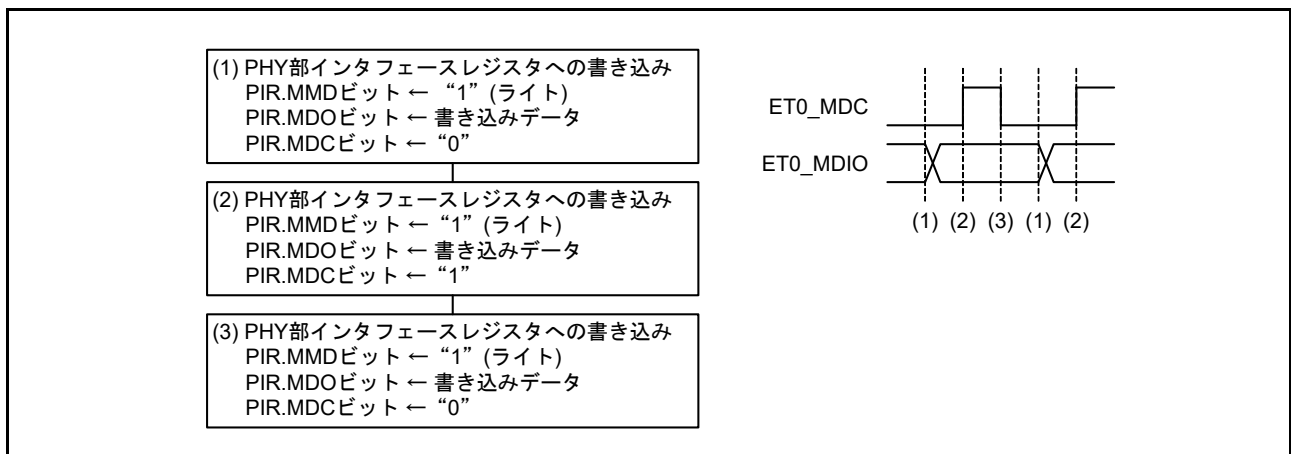 (1) PHY部インタフェースレジスタへの書き込み
PIR.MMDビット ← “1” (ライト)
PIR.MDOビット ← 書き込みデータ
PIR.MDCビット ← “0”
(2) PHY部インタフェースレジスタへの書き込み
PIR.MMDビット ← “1” (ライト)
PIR.MDOビット ← 書き込みデータ
PIR.MDCビット ← “1”
(3) PHY部インタフェースレジスタへの書き込み
PIR.MMDビット ← “1” (ライト)
PIR.MDOビット ← 書き込みデータ
PIR.MDCビット ← “0”
ET0_MDC
ET0_MDIO
(1) (2) (3) (1) (2)